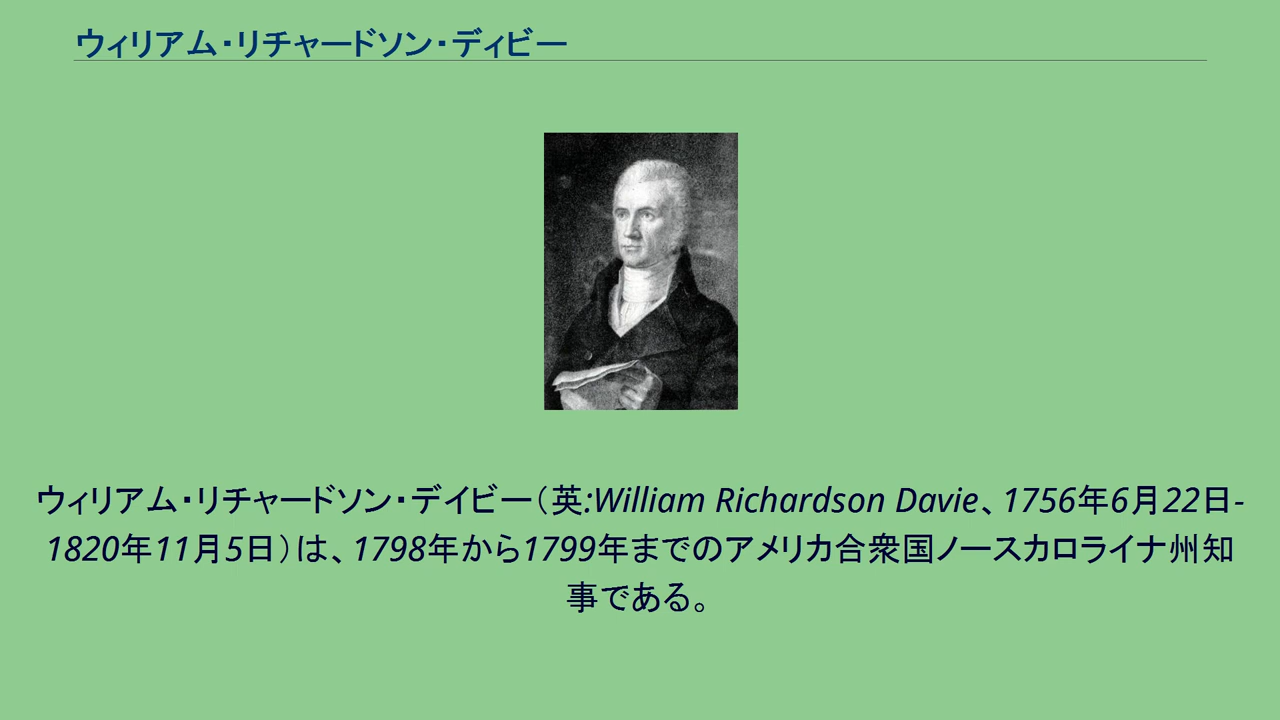 ウィリアム・リチャードソン・ディビー
ウィリアム・リチャードソン・デイビー（英:William Richardson Davie、1756年6月22日-
1820年11月5日）は、1798年から1799年までのアメリカ合衆国ノースカロライナ州知
事である。